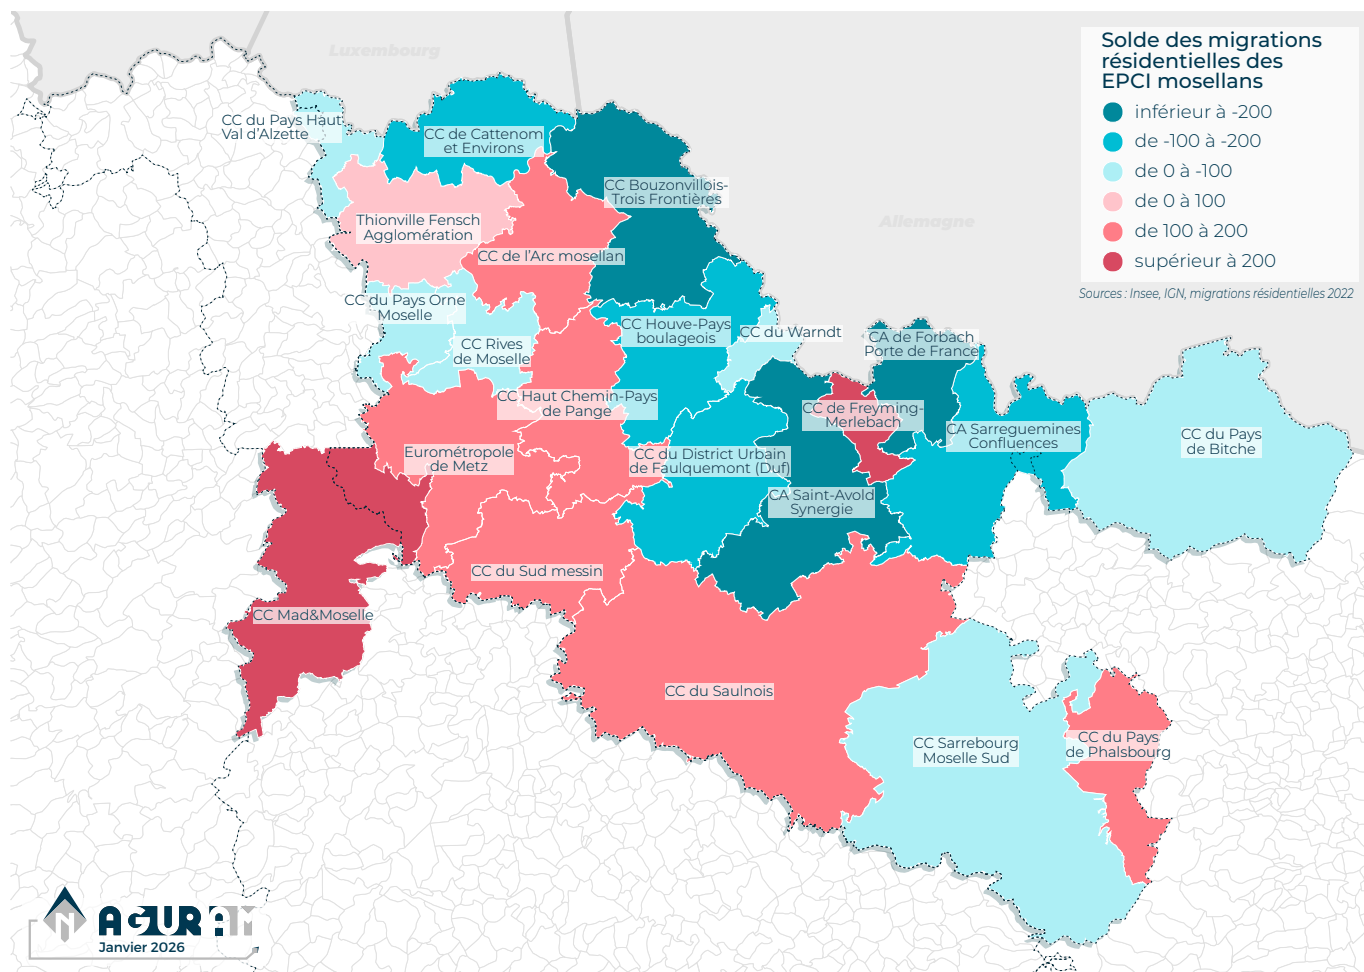 Luxembourg
Solde des migrations
résidentielles des
EPCI mosellans
inférieur à -200
de -100 à -200
de 0 à -100
de 0 à 100
de 100 à 200
supérieur à 200
Sources : Insee, IGN, migrations résidentielles 2022
Allemagne
CC du Pays Haut
Val d'Alzette
CC de Cattenom
et Environs
CC Bouzonvillois-
Trois Frontières
Thionville Fensch
Agglomération
CC de l'Arc mosellan
CC du Pays Orne
Moselle
CC Rives
de Moselle
CC Houve-Pays
boulageois
CC du Warndt
CA de Forbach
Porte de France
CC Haut Chemin-Pays
de Pange
CC de Freyming-
Merlebach
CA Sarreguemines
Confluences
CC du Pays
de Bitche
Eurométropole
de Metz
CC du District Urbain
de Faulquemont (Duf)
CA Saint-Avold
Synergie
CC du Sud messin
CC Mad&Moselle
CC du Saulnois
CC Sarrebourg
Moselle Sud
CC du Pays
de Phalsbourg
N
AGURAM
Janvier 2026